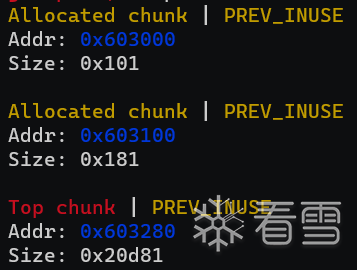 Allocated chunk | PREV_INUSE
Addr: 0x603000
Size: 0x101
Allocated chunk | PREV_INUSE
Addr: 0x603100
Size: 0x181
Top chunk | PREV_INUSE
Addr: 0x603280
Size: 0x20d81
看雪